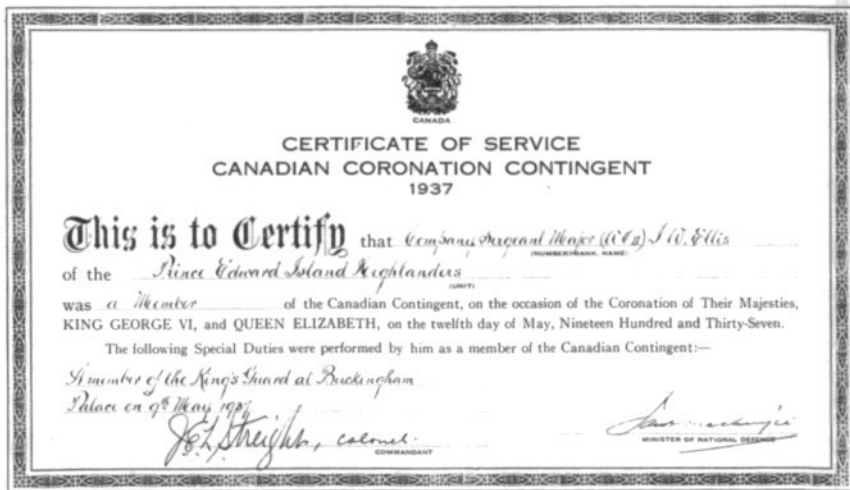 CANADA
CERTIFICATE OF SERVICE
CANADIAN CORONATION CONTINGENT
1937
This is to Certify that Company Sergeant Major (WO II) J W. Ellis
(NUMBER, RANK, NAME)
of the Prince Edward Island Highlanders
(UNIT)
was a Member of the Canadian Contingent, on the occasion of the Coronation of Their Majesties,
KING GEORGE VI, and QUEEN ELIZABETH, on the twelfth day of May, Nineteen Hundred and Thirty-Seven.
The following Special Duties were performed by him as a member of the Canadian Contingent:—
A member of the King's Guard at Buckingham
Palace on 9th May 1937
Streight, Colonel.
COMMANDANT
MINISTER OF NATIONAL DEFENCE